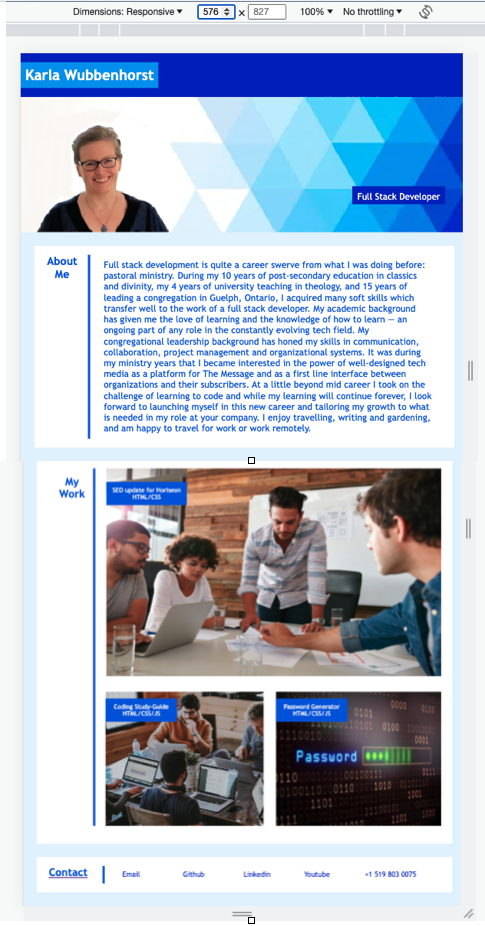 Dimensions: Responsive ▼ 576 × 827 100% ▼ No throttling ▼
Karla Wubbenhorst
Full Stack Developer
About
Me
Full stack development is quite a career swerve from what I was doing before:
pastoral ministry. During my 10 years of post-secondary education in classics
and divinity, my 4 years of university teaching in theology, and 15 years of
leading a congregation in Guelph, Ontario, I acquired many soft skills which
transfer well to the work of a full stack developer. My academic background
has given me the love of learning and the knowledge of how to learn — an
ongoing part of any role in the constantly evolving tech field. My
congregational leadership background has honed my skills in communication,
collaboration, project management and organizational systems. It was during
my ministry years that I became interested in the power of well-designed tech
media as a platform for The Message and as a first line interface between
organizations and their subscribers. At a little beyond mid career I took on the
challenge of learning to code and while my learning will continue forever, I look
forward to launching myself in this new career and tailoring my growth to what
is needed in my role at your company. I enjoy travelling, writing and gardening,
and am happy to travel for work or work remotely.
My
Work
SEO update for Horiseon
HTML/CSS
Coding Study-Guide
HTML/CSS/JS
Password Generator
HTML/CSS/JS
Password
Contact Email Github Linkedin Youtube +1 519 803 0075